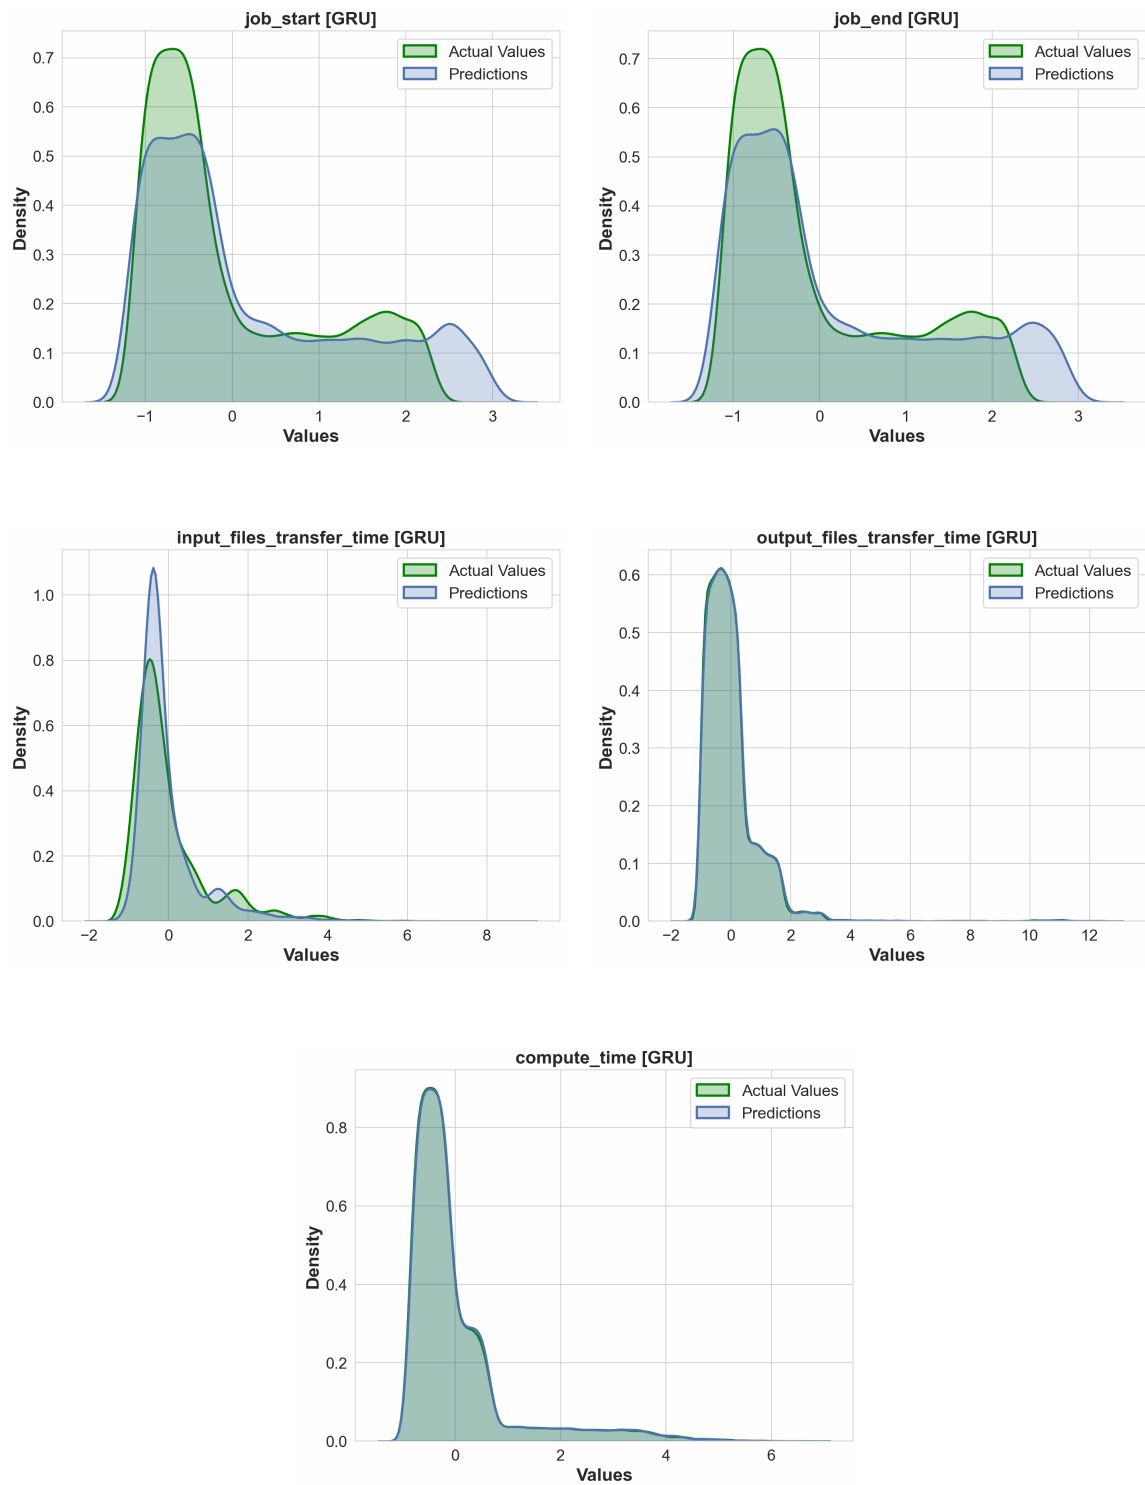 job_start [GRU]
Actual Values
Predictions
0.7
0.6
0.5
0.4
0.3
0.2
0.1
0.0
Density
−1
0
1
2
3
Values
job_end [GRU]
Actual Values
Predictions
0.7
0.6
0.5
0.4
0.3
0.2
0.1
0.0
Density
−1
0
1
2
3
Values
input_files_transfer_time [GRU]
Actual Values
Predictions
1.0
0.8
0.6
0.4
0.2
0.0
Density
−2
0
2
4
6
8
Values
output_files_transfer_time [GRU]
Actual Values
Predictions
0.6
0.5
0.4
0.3
0.2
0.1
0.0
Density
−2
0
2
4
6
8
10
12
Values
compute_time [GRU]
Actual Values
Predictions
0.8
0.6
0.4
0.2
0.0
Density
0
2
4
6
Values